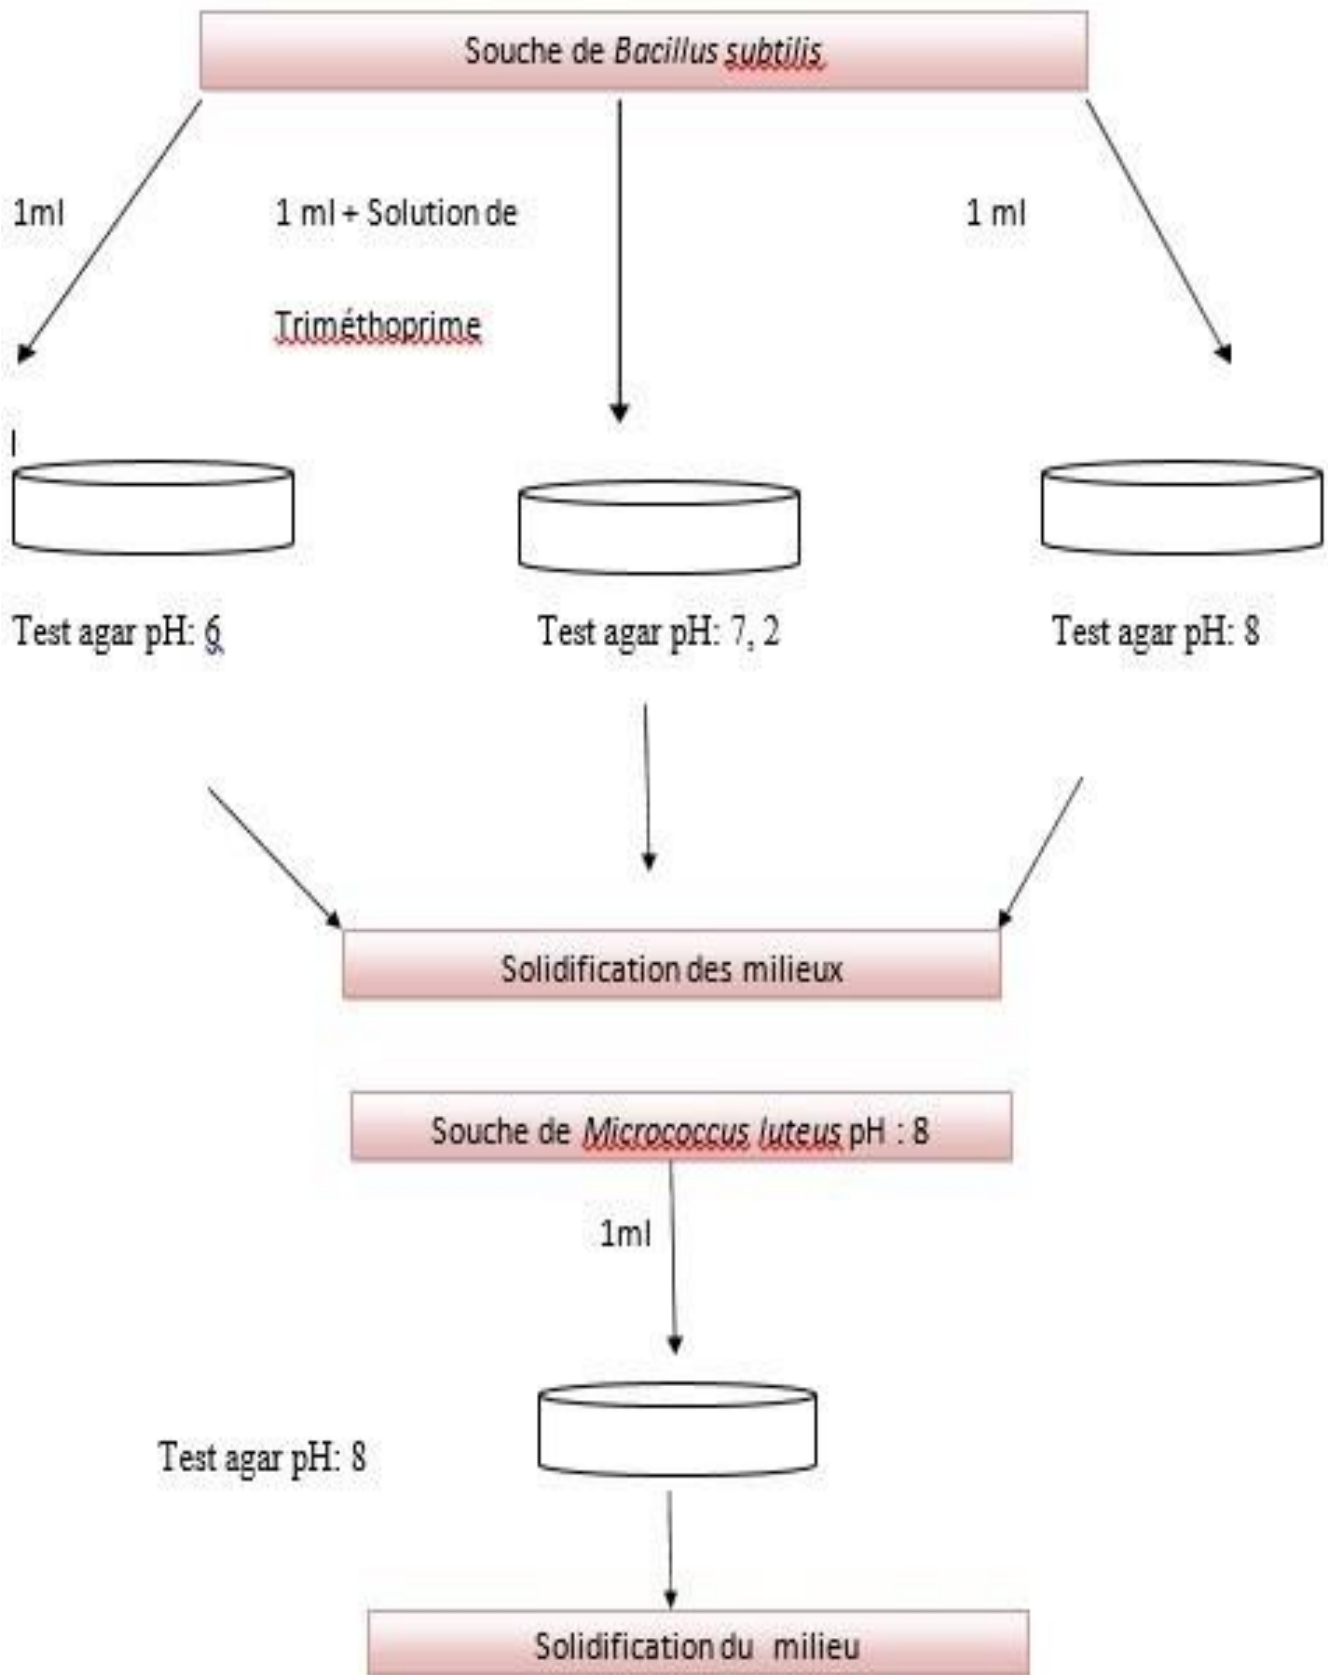 Souche de Bacillus subtilis
1ml
1 ml + Solution de
1 ml
Triméthoprime
Test agar pH: 6
Test agar pH: 7, 2
Test agar pH: 8
Solidification des milieux
Souche de Micrococcus luteus pH : 8
1ml
Test agar pH: 8
Solidification du milieu